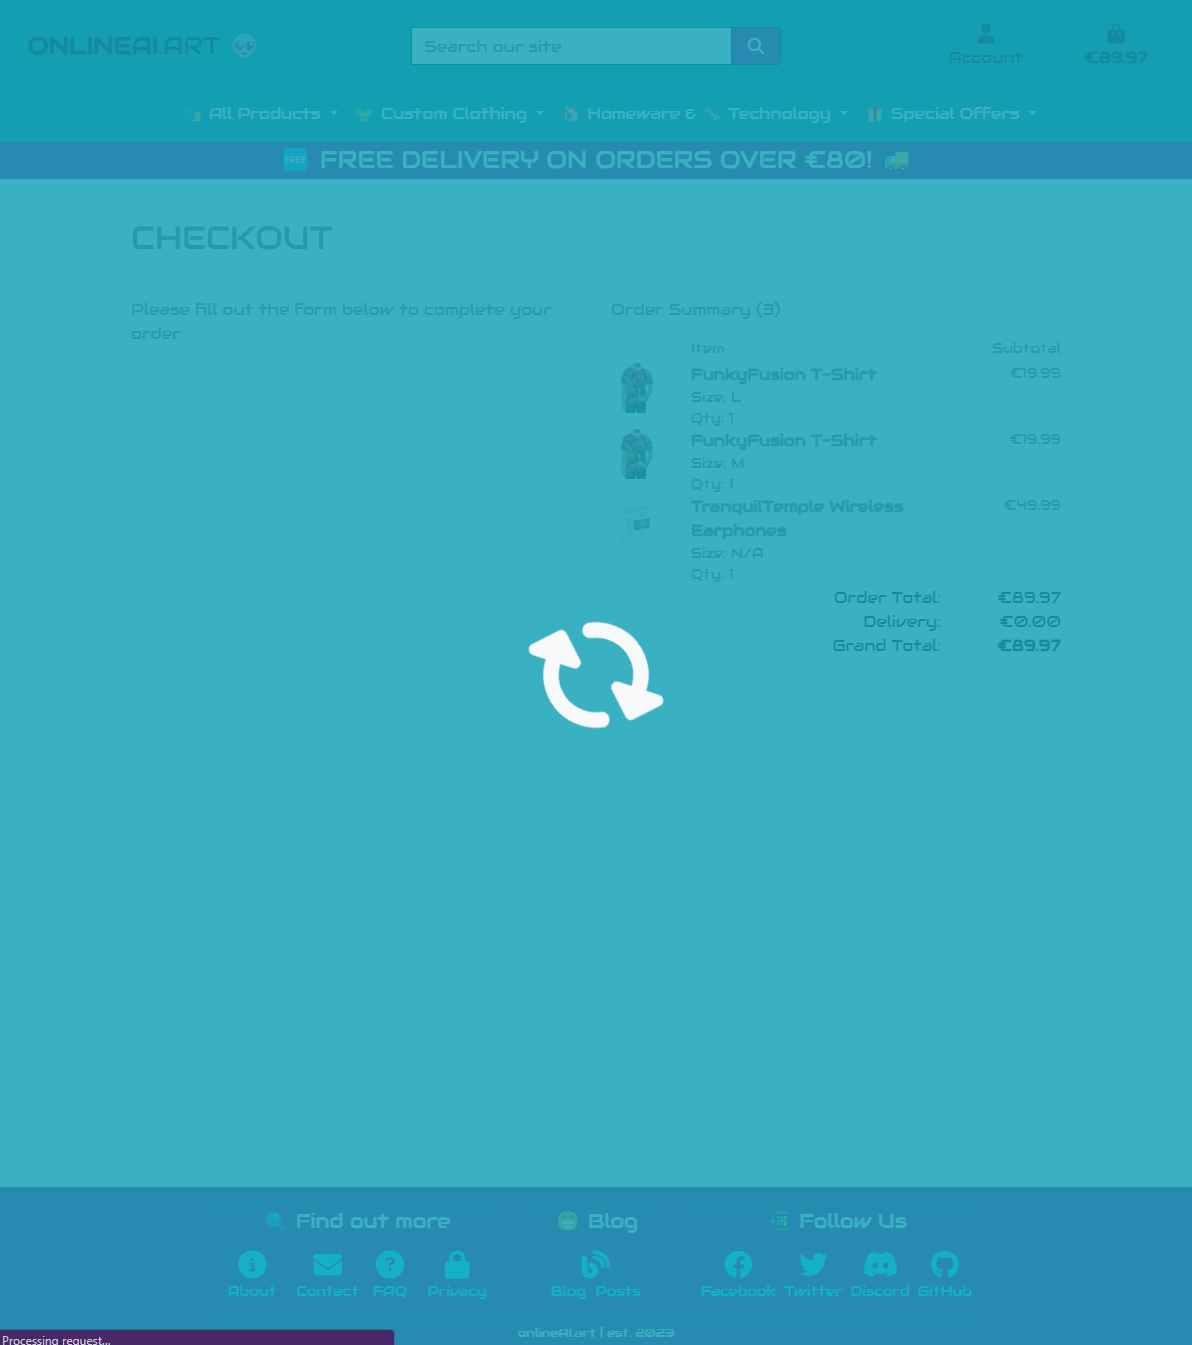 ONLINEAI.ART
Search our site
Account
€89.97
All Products
Custom Clothing
Homeware & Technology
Special Offers
FREE FREE DELIVERY ON ORDERS OVER €80!
CHECKOUT
Please fill out the form below to complete your
order
Order Summary (3)
Item Subtotal
FunkyFusion T-Shirt €19.99
Size: L
Qty: 1
FunkyFusion T-Shirt €19.99
Size: M
Qty: 1
TranquilTemple Wireless €49.99
Earphones
Size: N/A
Qty: 1
Order Total: €89.97
Delivery: €0.00
Grand Total: €89.97
Find out more
About Contact FAQ Privacy
Blog
Blog Posts
Follow Us
Facebook Twitter Discord GitHub
onlineAI.art | est. 2023
Processing request...